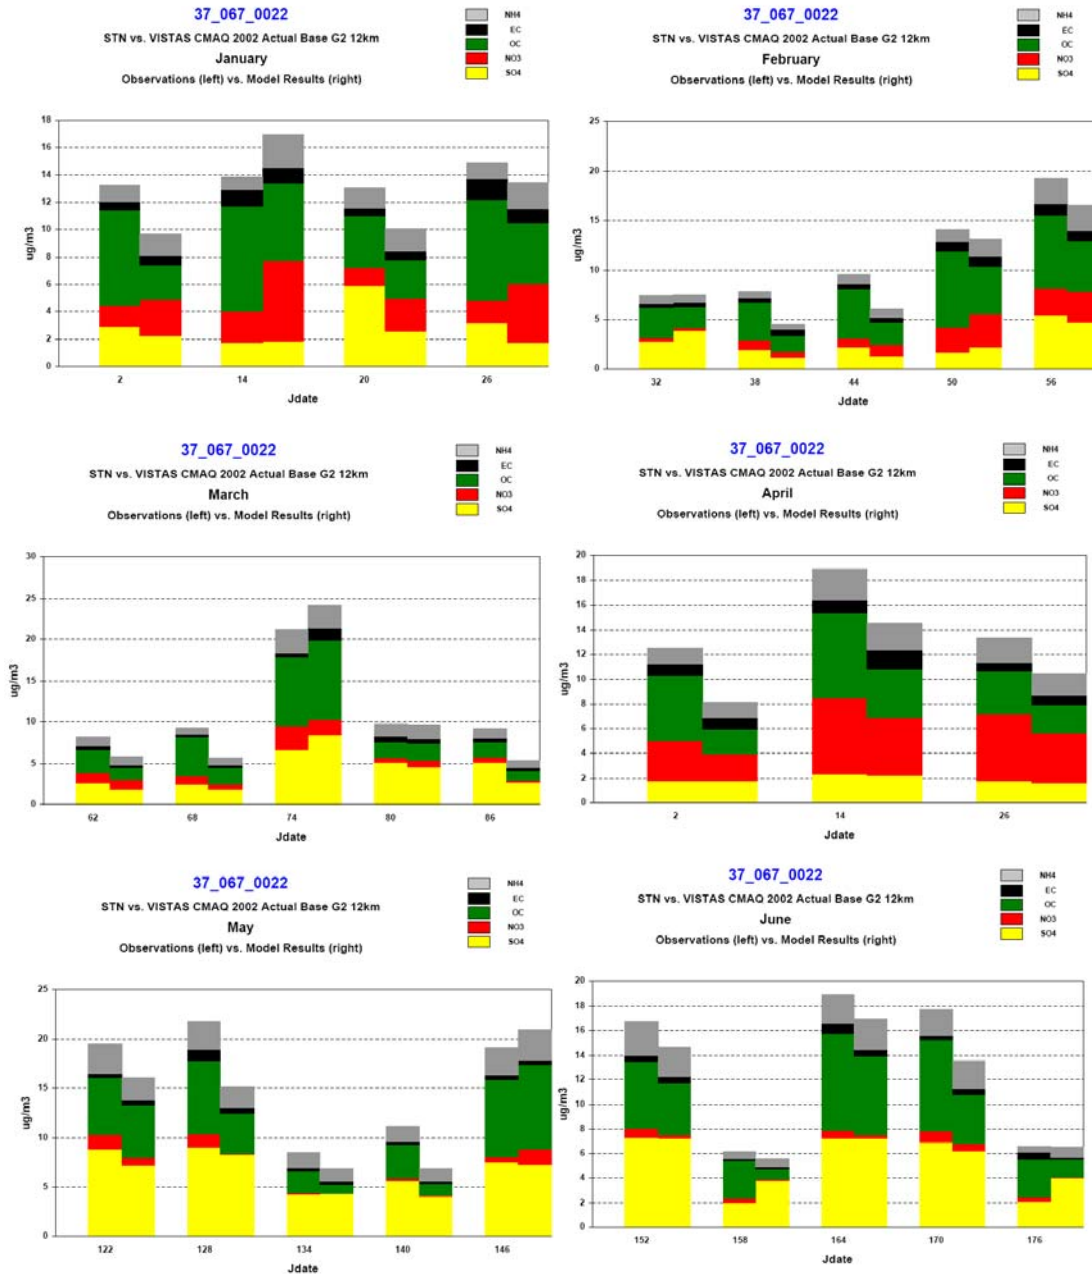 37_067_0022
STN vs. VISTAS CMAQ 2002 Actual Base G2 12km
January
Observations (left) vs. Model Results (right)
NH4
EC
OC
NO3
SO4
18
16
14
12
10
8
6
4
2
0
ug/m3
2 14 20 26
Jdate
37_067_0022
STN vs. VISTAS CMAQ 2002 Actual Base G2 12km
February
Observations (left) vs. Model Results (right)
NH4
EC
OC
NO3
SO4
25
20
15
10
5
0
ug/m3
32 38 44 50 56
Jdate
37_067_0022
STN vs. VISTAS CMAQ 2002 Actual Base G2 12km
March
Observations (left) vs. Model Results (right)
NH4
EC
OC
NO3
SO4
30
25
20
15
10
5
0
ug/m3
62 68 74 80 86
Jdate
37_067_0022
STN vs. VISTAS CMAQ 2002 Actual Base G2 12km
April
Observations (left) vs. Model Results (right)
NH4
EC
OC
NO3
SO4
20
18
16
14
12
10
8
6
4
2
0
ug/m3
2 14 26
Jdate
37_067_0022
STN vs. VISTAS CMAQ 2002 Actual Base G2 12km
May
Observations (left) vs. Model Results (right)
NH4
EC
OC
NO3
SO4
25
20
15
10
5
0
ug/m3
122 128 134 140 146
Jdate
37_067_0022
STN vs. VISTAS CMAQ 2002 Actual Base G2 12km
June
Observations (left) vs. Model Results (right)
NH4
EC
OC
NO3
SO4
20
18
16
14
12
10
8
6
4
2
0
ug/m3
152 158 164 170 176
Jdate